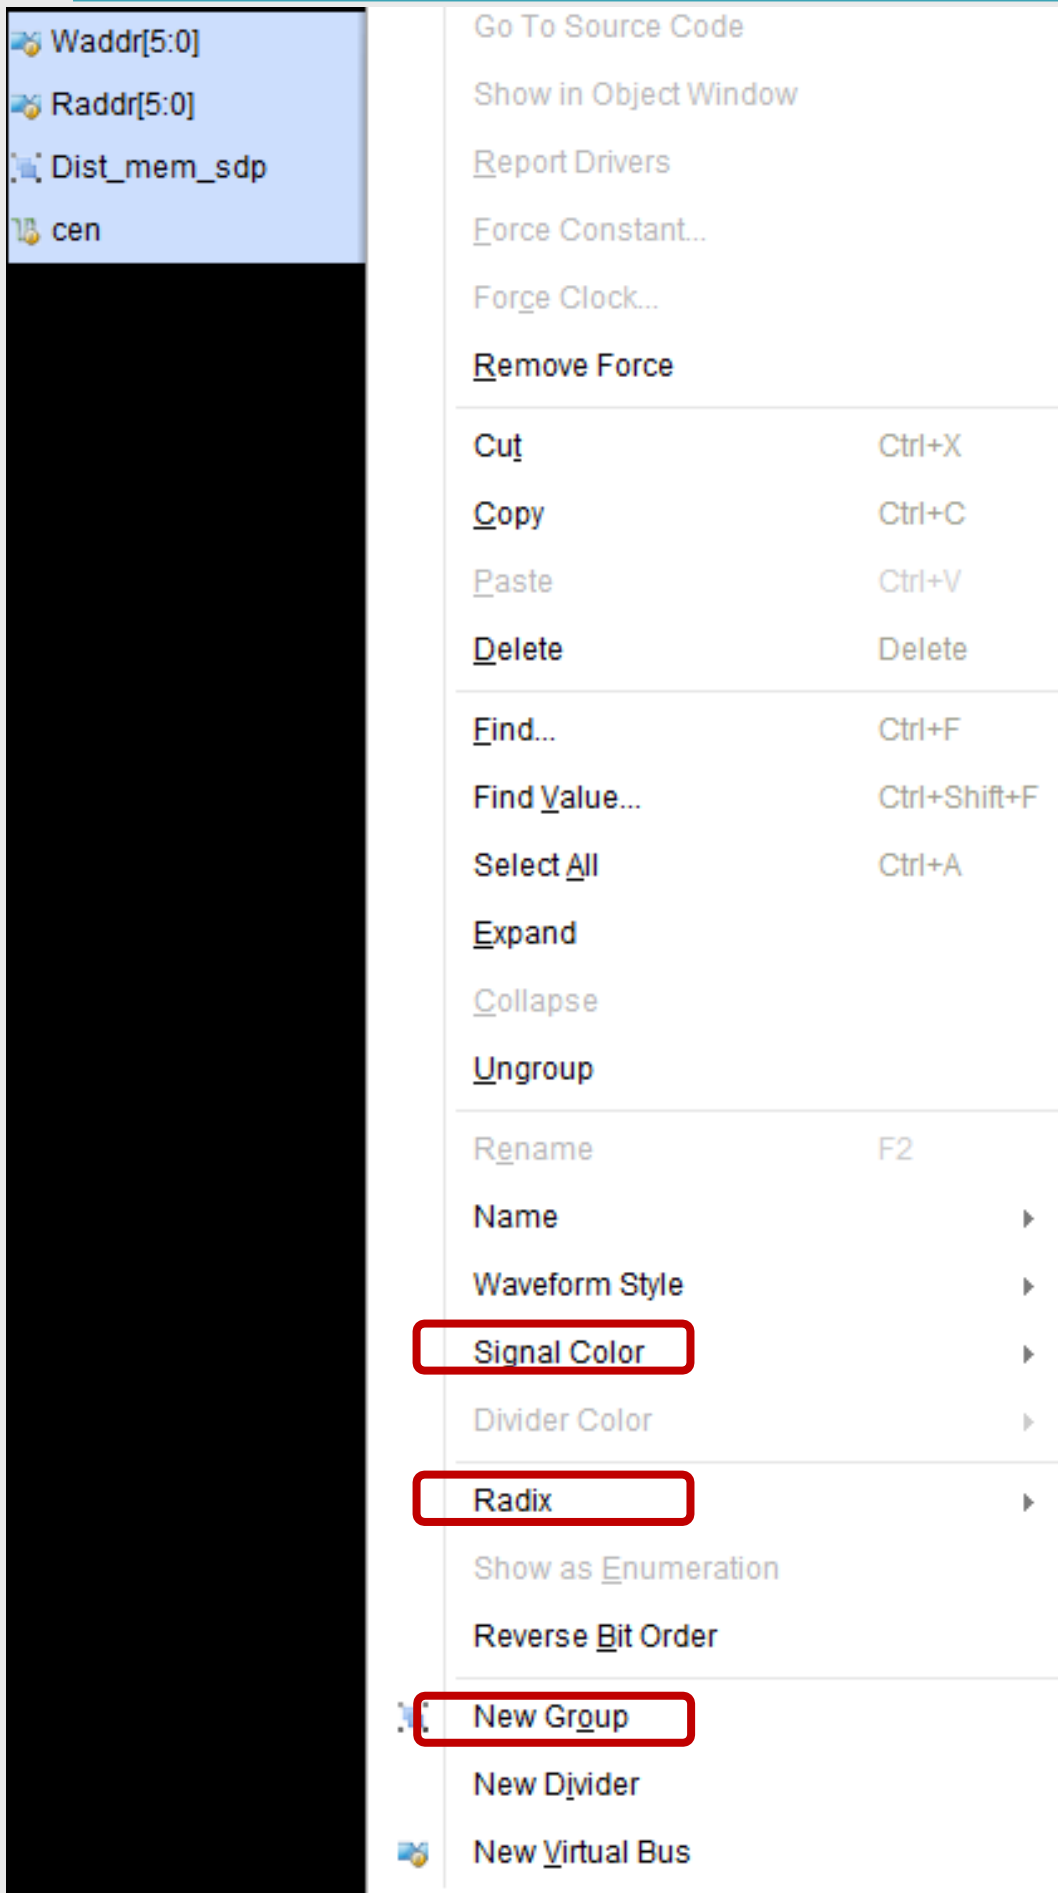 Waddr[5:0]
Raddr[5:0]
Dist_mem_sdp
cen
Go To Source Code
Show in Object Window
Report Drivers
Force Constant...
Force Clock...
Remove Force
Cut Ctrl+X
Copy Ctrl+C
Paste Ctrl+V
Delete Delete
Find... Ctrl+F
Find Value... Ctrl+Shift+F
Select All Ctrl+A
Expand
Collapse
Ungroup
Rename F2
Name
Waveform Style
Signal Color
Divider Color
Radix
Show as Enumeration
Reverse Bit Order
New Group
New Divider
New Virtual Bus